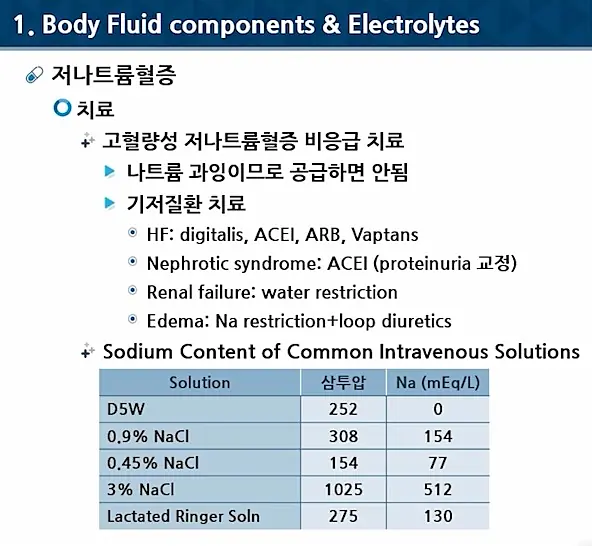 1. Body Fluid components & Electrolytes
저나트륨혈증
치료
고혈량성 저나트륨혈증 비응급 치료
나트륨 과잉이므로 공급하면 안됨
기저질환 치료
HF: digitalis, ACEI, ARB, Vaptans
Nephrotic syndrome: ACEI (proteinuria 교정)
Renal failure: water restriction
Edema: Na restriction+loop diuretics
Sodium Content of Common Intravenous Solutions
Solution 삼투압 Na (mEq/L)
D5W 252 0
0.9% NaCl 308 154
0.45% NaCl 154 77
3% NaCl 1025 512
Lactated Ringer Soln 275 130